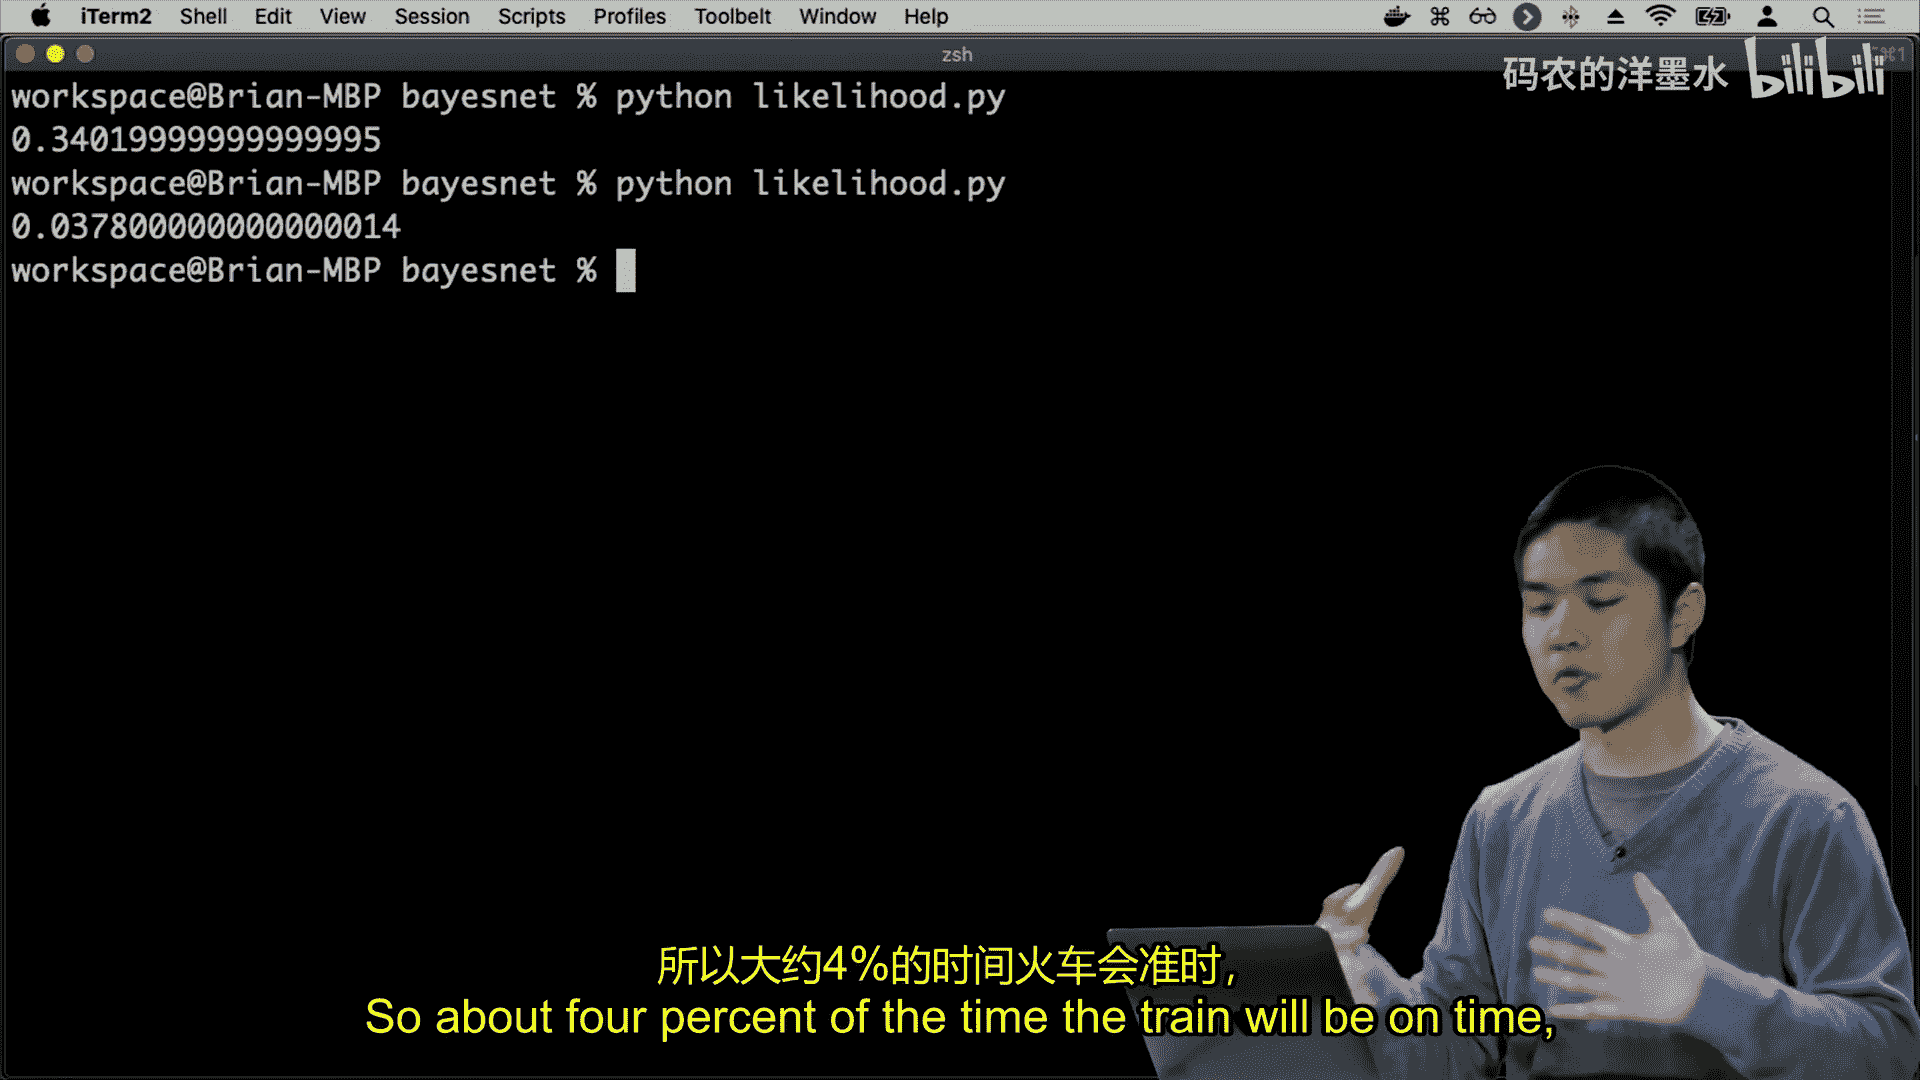 iTerm2 Shell Edit View Session Scripts Profiles Toolbelt Window Help
zsh
⌘1
码农的洋墨水 bilibili
workspace@Brian-MBP bayesnet % python likelihood.py
0.34019999999999995
workspace@Brian-MBP bayesnet % python likelihood.py
0.037800000000000014
workspace@Brian-MBP bayesnet %
所以大约4%的时间火车会准时，
So about four percent of the time the train will be on time,